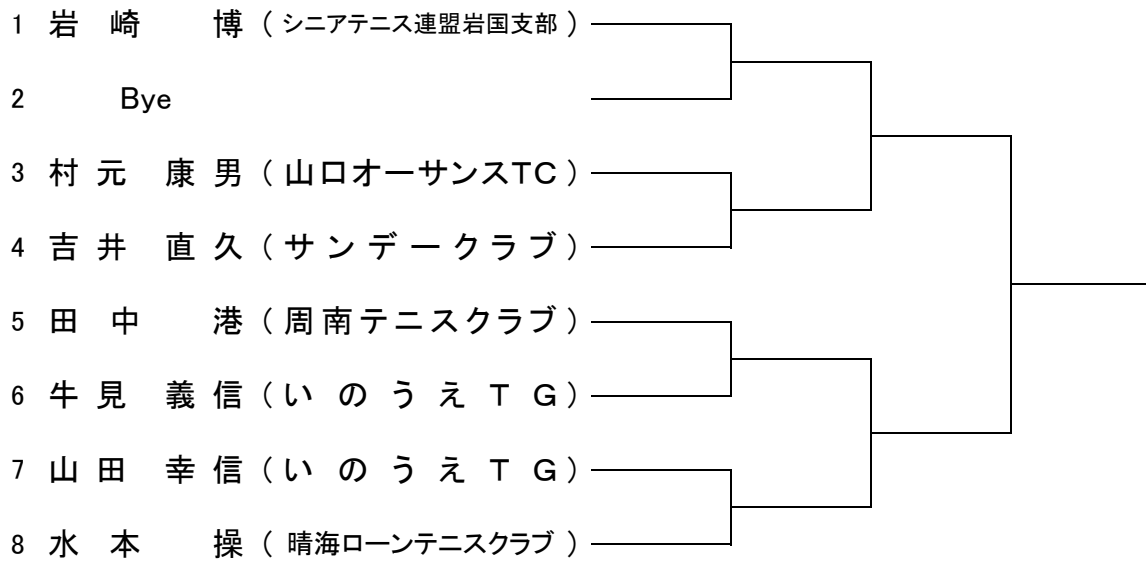 1 岩崎 博 (シニアテニス連盟岩国支部)
2 Bye
3 村元 康男 (山口オーサンスTC)
4 吉井 直久 (サンデークラブ)
5 田中 港 (周南テニスクラブ)
6 牛見 義信 (いのうえTG)
7 山田 幸信 (いのうえTG)
8 水本 操 (晴海ローンテニスクラブ)